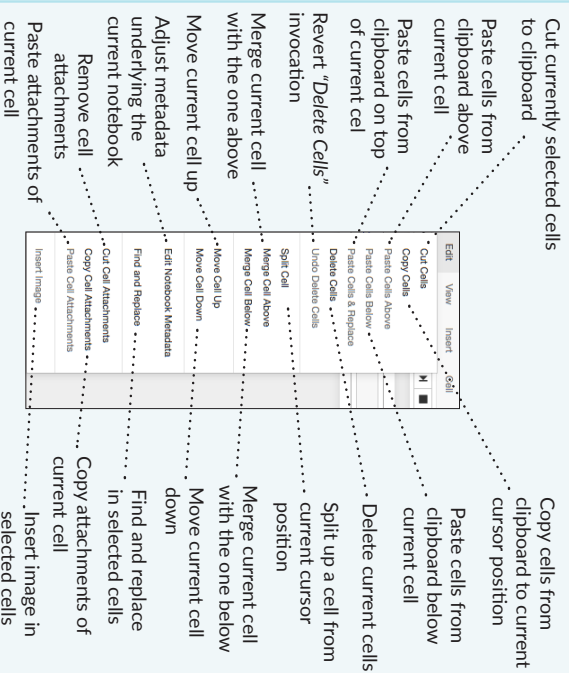 Cut currently selected cells
to clipboard
Paste cells from
clipboard above
current cell
Paste cells from
clipboard on top
of current cel
Revert "Delete Cells"
invocation
Merge current cell
with the one above
Move current cell up
Adjust metadata
underlying the
current notebook
Remove cell
attachments
Paste attachments of
current cell
Edit View Insert Cell
Cut Cells
Copy Cells
Paste Cells Above
Paste Cells Below
Paste Cells & Replace
Delete Cells
Undo Delete Cells
Split Cell
Merge Cell Above
Merge Cell Below
Move Cell Up
Move Cell Down
Edit Notebook Metadata
Find and Replace
Cut Cell Attachments
Copy Cell Attachments
Paste Cell Attachments
Insert Image
Copy cells from
clipboard to current
cursor position
Paste cells from
clipboard below
current cell
Delete current cells
Split up a cell from
current cursor
position
Merge current cell
with the one below
Move current cell
down
Find and replace
in selected cells
Copy attachments of
current cell
Insert image in
selected cells